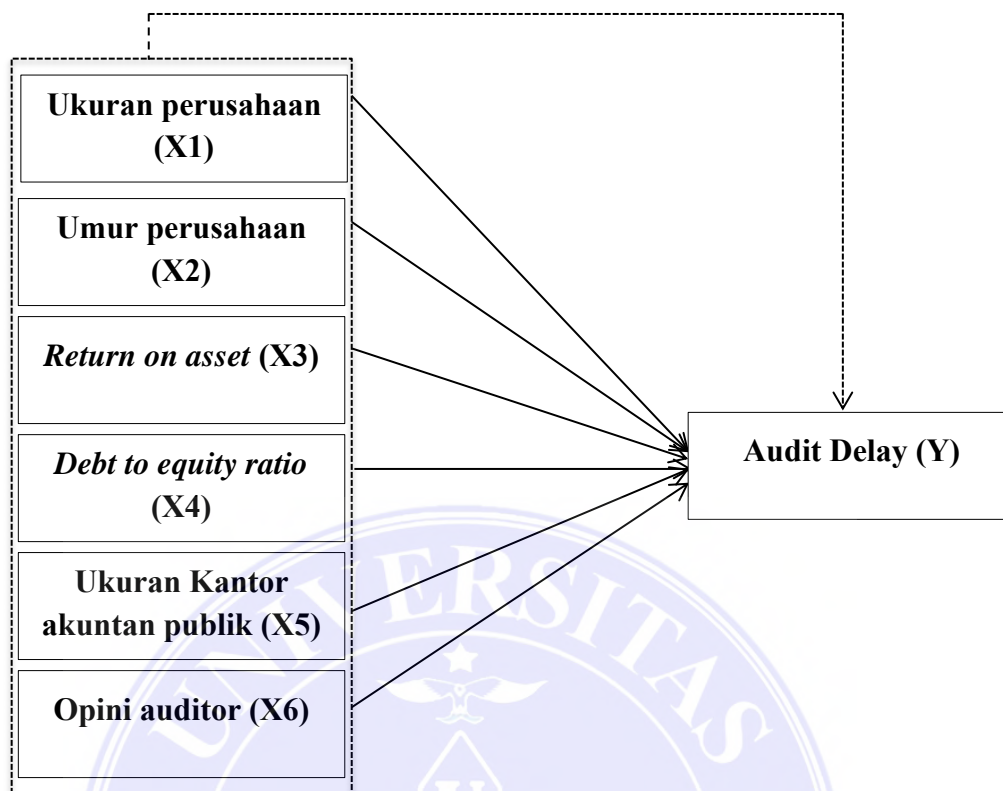 Ukuran perusahaan
(X1)
Umur perusahaan
(X2)
Return on asset (X3)
Debt to equity ratio
(X4)
Ukuran Kantor
akuntan publik (X5)
Opini auditor (X6)
Audit Delay (Y)
UNIVERSITAS